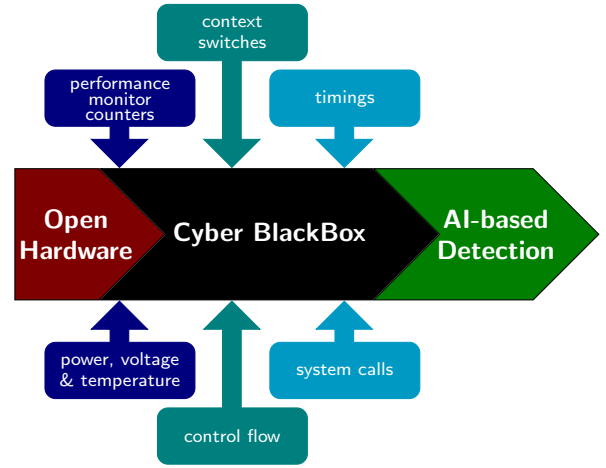 context
switches
performance
monitor
counters
timings
Open
Hardware
Cyber BlackBox
AI-based
Detection
power, voltage
& temperature
system calls
control flow